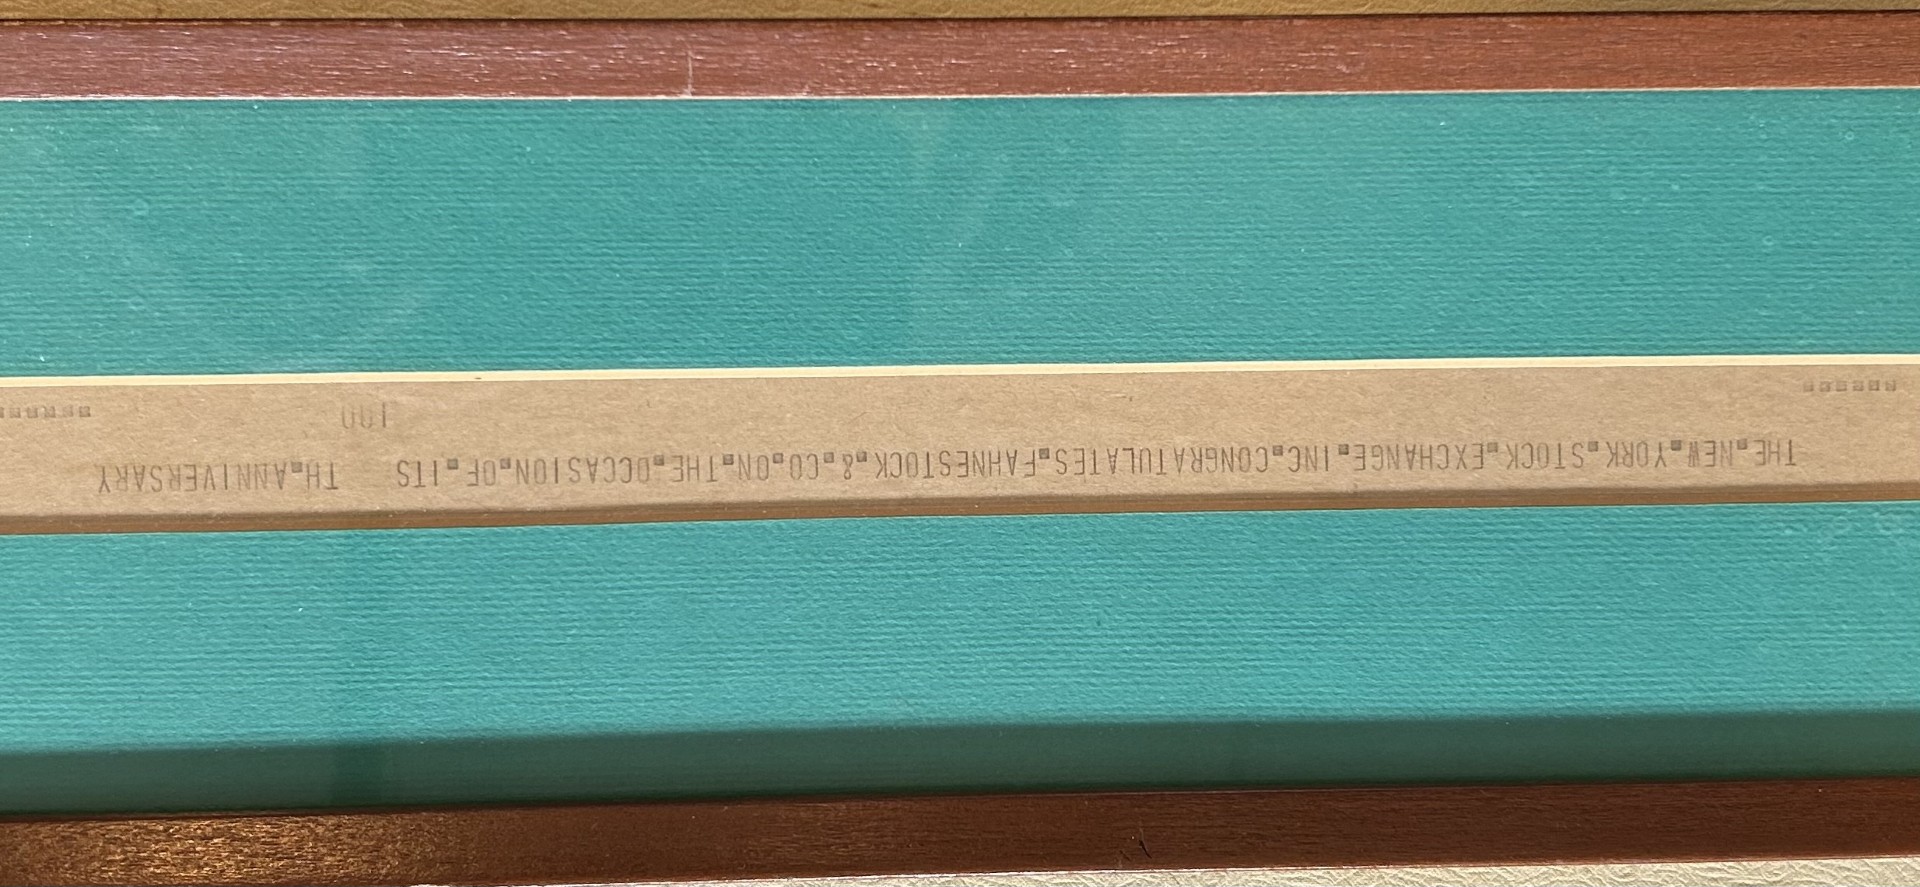 THE.NEW.YORK.STOCK.EXCHANGE.INC.CONGRATULATES.FAHNESTOCK.&.CO.ON.THE.OCCASION.OF.ITS 100 TH.ANNIVERSARY